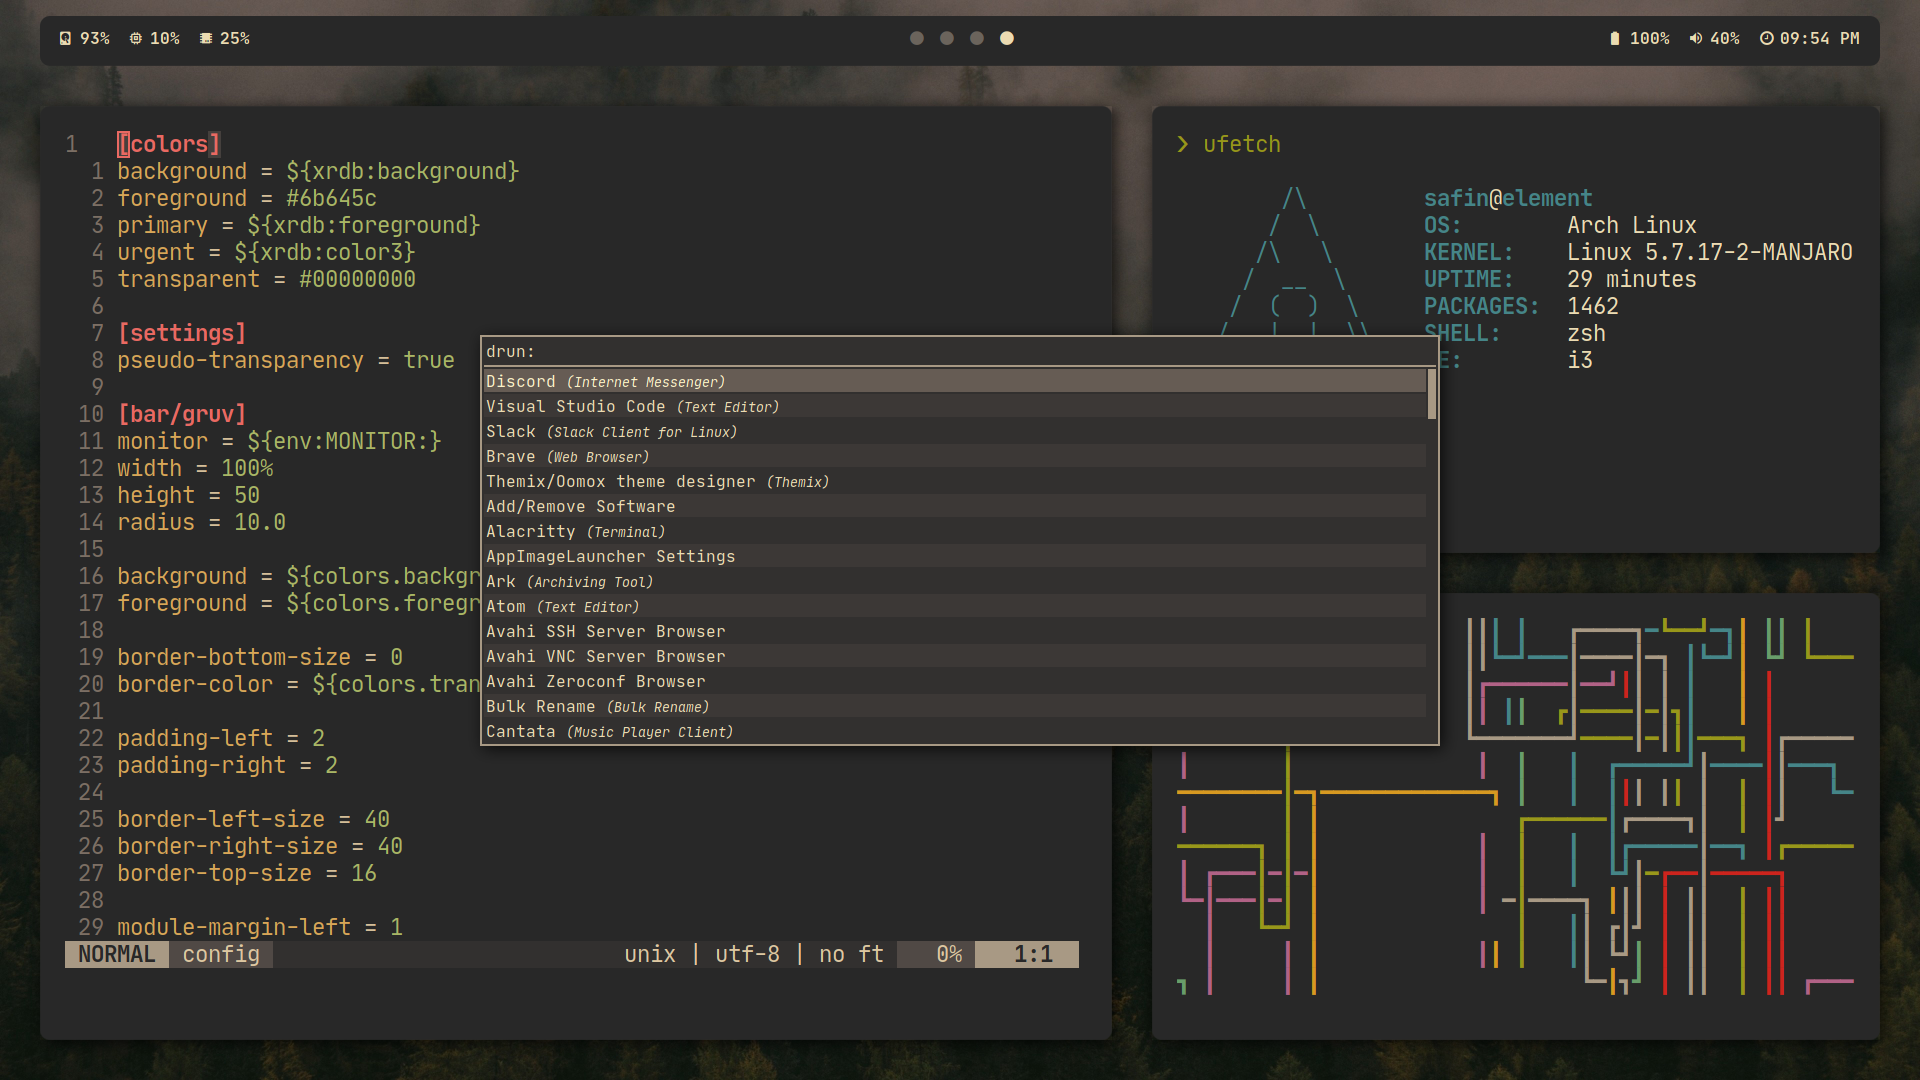 93% 10% 25%
100% 40% 09:54 PM
1 [colors]
1 background = ${xrdb:background}
2 foreground = #6b645c
3 primary = ${xrdb:foreground}
4 urgent = ${xrdb:color3}
5 transparent = #00000000
6
7 [settings]
8 pseudo-transparency = true
9
10 [bar/gruv]
11 monitor = ${env:MONITOR:}
12 width = 100%
13 height = 50
14 radius = 10.0
15
16 background = ${colors.backgr
17 foreground = ${colors.foregr
18
19 border-bottom-size = 0
20 border-color = ${colors.tran
21
22 padding-left = 2
23 padding-right = 2
24
25 border-left-size = 40
26 border-right-size = 40
27 border-top-size = 16
28
29 module-margin-left = 1
NORMAL config unix | utf-8 | no ft 0% 1:1
❯ ufetch
safin@element
OS: Arch Linux
KERNEL: Linux 5.7.17-2-MANJARO
UPTIME: 29 minutes
PACKAGES: 1462
SHELL: zsh
E: i3
drun:
Discord (Internet Messenger)
Visual Studio Code (Text Editor)
Slack (Slack Client for Linux)
Brave (Web Browser)
Themix/Oomox theme designer (Themix)
Add/Remove Software
Alacritty (Terminal)
AppImageLauncher Settings
Ark (Archiving Tool)
Atom (Text Editor)
Avahi SSH Server Browser
Avahi VNC Server Browser
Avahi Zeroconf Browser
Bulk Rename (Bulk Rename)
Cantata (Music Player Client)